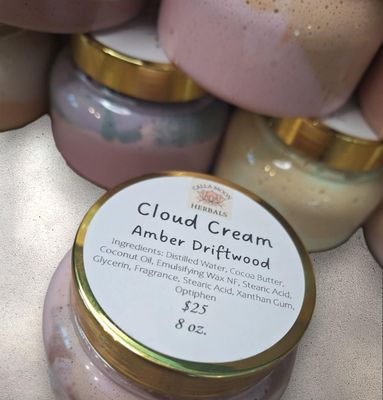 CALLA MOON
HERBALS
Cloud Cream
Amber Driftwood
Ingredients: Distilled Water, Cocoa Butter,
Coconut Oil, Emulsifying Wax NF, Stearic Acid,
Glycerin, Fragrance, Stearic Acid, Xanthan Gum,
Optiphen
$25
8 oz.